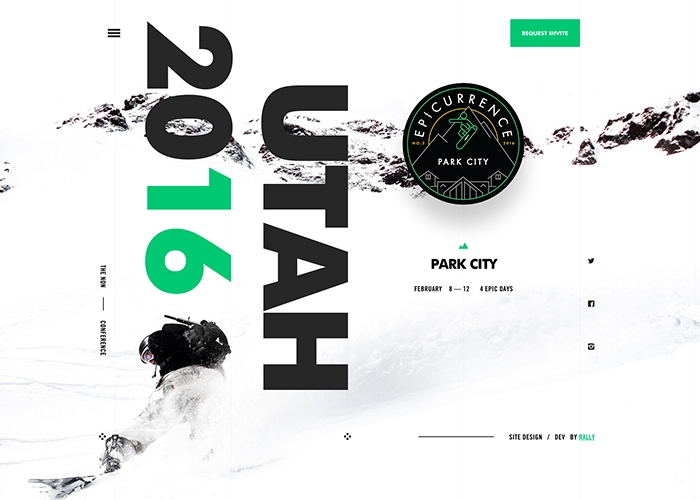 REQUEST INVITE
2016
UTAH
EPICURRENCE
NO.3
2016
PARK CITY
PARK CITY
FEBRUARY 8 — 12 4 EPIC DAYS
THE NON — CONFERENCE
SITE DESIGN / DEV BY RALLY